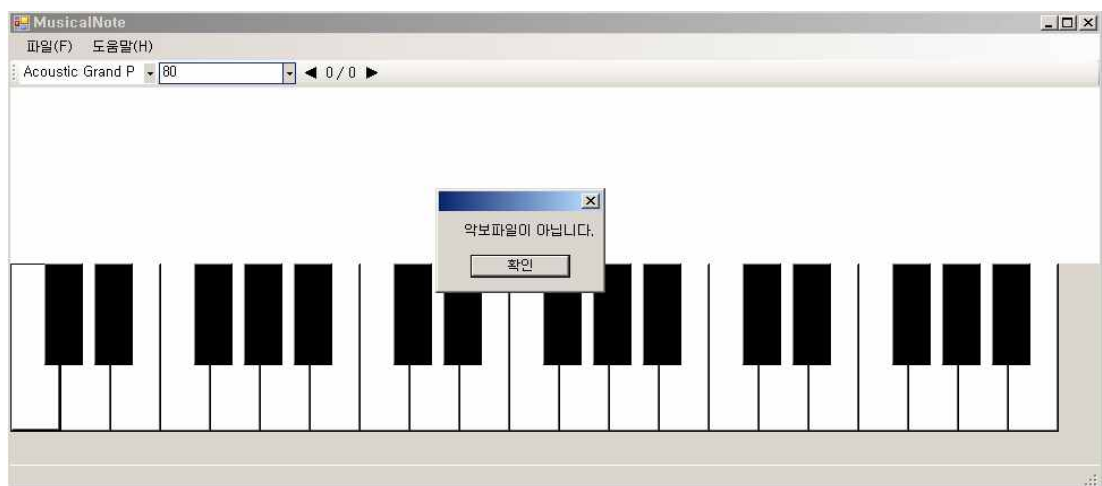 MusicalNote
파일(F) 도움말(H)
Acoustic Grand P 80 ◀ 0 / 0 ▶
악보파일이 아닙니다.
확인